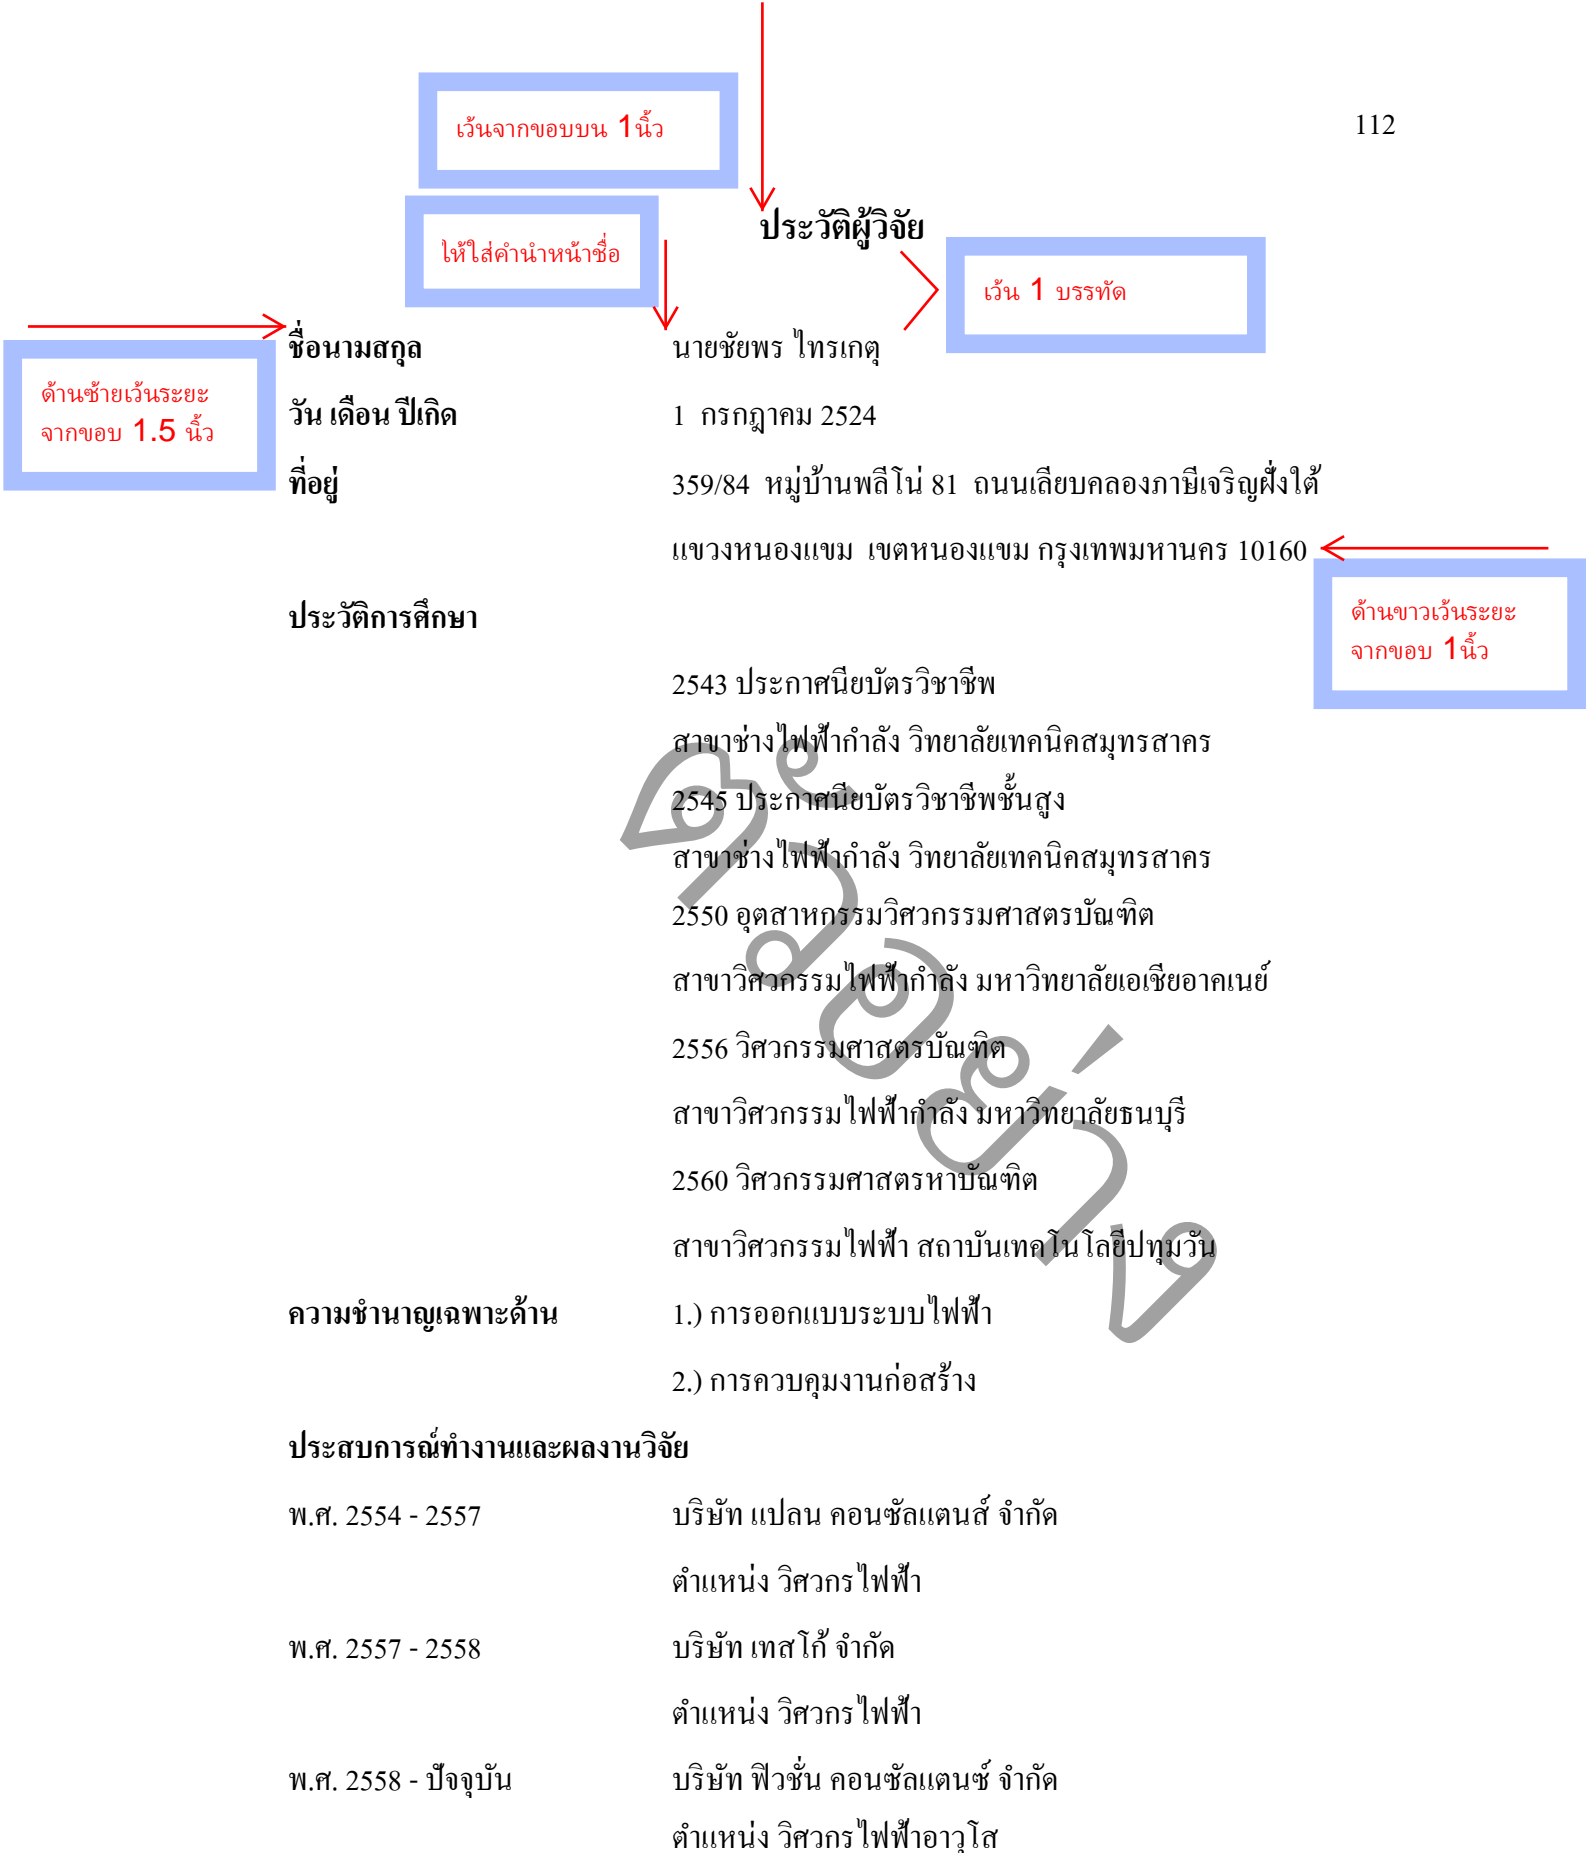 112
เว้นจากขอบบน 1นิ้ว
ประวัติผู้วิจัย
ให้ใส่คำนำหน้าชื่อ
เว้น 1 บรรทัด
ชื่อนามสกุล นายชัยพร ไทรเกตุ
ด้านซ้ายเว้นระยะ
จากขอบ 1.5 นิ้ว
วัน เดือน ปีเกิด 1 กรกฎาคม 2524
ที่อยู่ 359/84 หมู่บ้านพลีโน่ 81 ถนนเลียบคลองภาษีเจริญฝั่งใต้
แขวงหนองแขม เขตหนองแขม กรุงเทพมหานคร 10160
ด้านขาวเว้นระยะ
จากขอบ 1นิ้ว
ประวัติการศึกษา
2543 ประกาศนียบัตรวิชาชีพ
สาขาช่างไฟฟ้ากำลัง วิทยาลัยเทคนิคสมุทรสาคร
2545 ประกาศนียบัตรวิชาชีพชั้นสูง
สาขาช่างไฟฟ้ากำลัง วิทยาลัยเทคนิคสมุทรสาคร
2550 อุตสาหกรรมวิศวกรรมศาสตรบัณฑิต
สาขาวิศวกรรมไฟฟ้ากำลัง มหาวิทยาลัยเอเชียอาคเนย์
2556 วิศวกรรมศาสตรบัณฑิต
สาขาวิศวกรรมไฟฟ้ากำลัง มหาวิทยาลัยธนบุรี
2560 วิศวกรรมศาสตรหาบัณฑิต
สาขาวิศวกรรมไฟฟ้า สถาบันเทคโนโลยีปทุมวัน
ตัวอย่าง
ความชำนาญเฉพาะด้าน 1.) การออกแบบระบบไฟฟ้า
2.) การควบคุมงานก่อสร้าง
ประสบการณ์ทำงานและผลงานวิจัย
พ.ศ. 2554 - 2557 บริษัท แปลน คอนซัลแตนส์ จำกัด
ตำแหน่ง วิศวกรไฟฟ้า
พ.ศ. 2557 - 2558 บริษัท เทสโก้ จำกัด
ตำแหน่ง วิศวกรไฟฟ้า
พ.ศ. 2558 - ปัจจุบัน บริษัท ฟิวชั่น คอนซัลแตนซ์ จำกัด
ตำแหน่ง วิศวกรไฟฟ้าอาวุโส